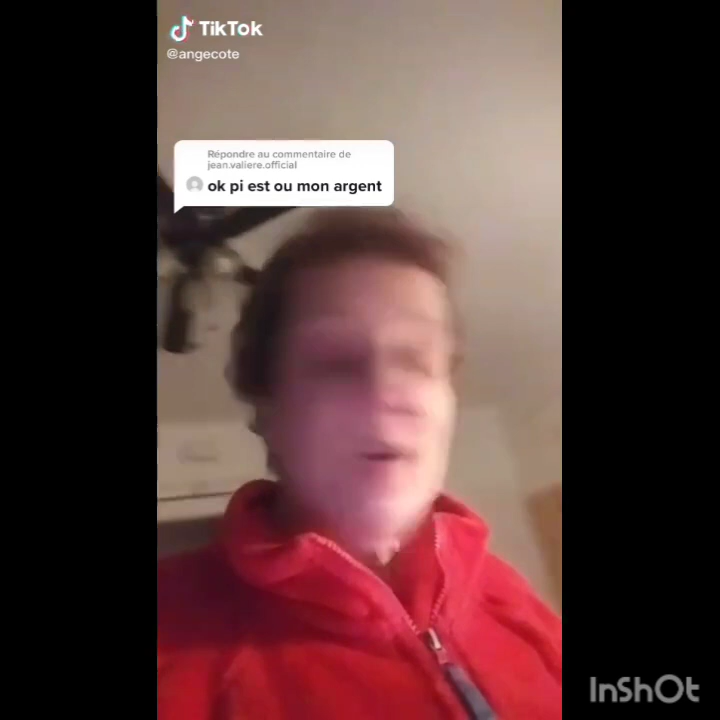 TikTok
@angecote
Répondre au commentaire de
jean.valiere.official
ok pi est ou mon argent
InShOt